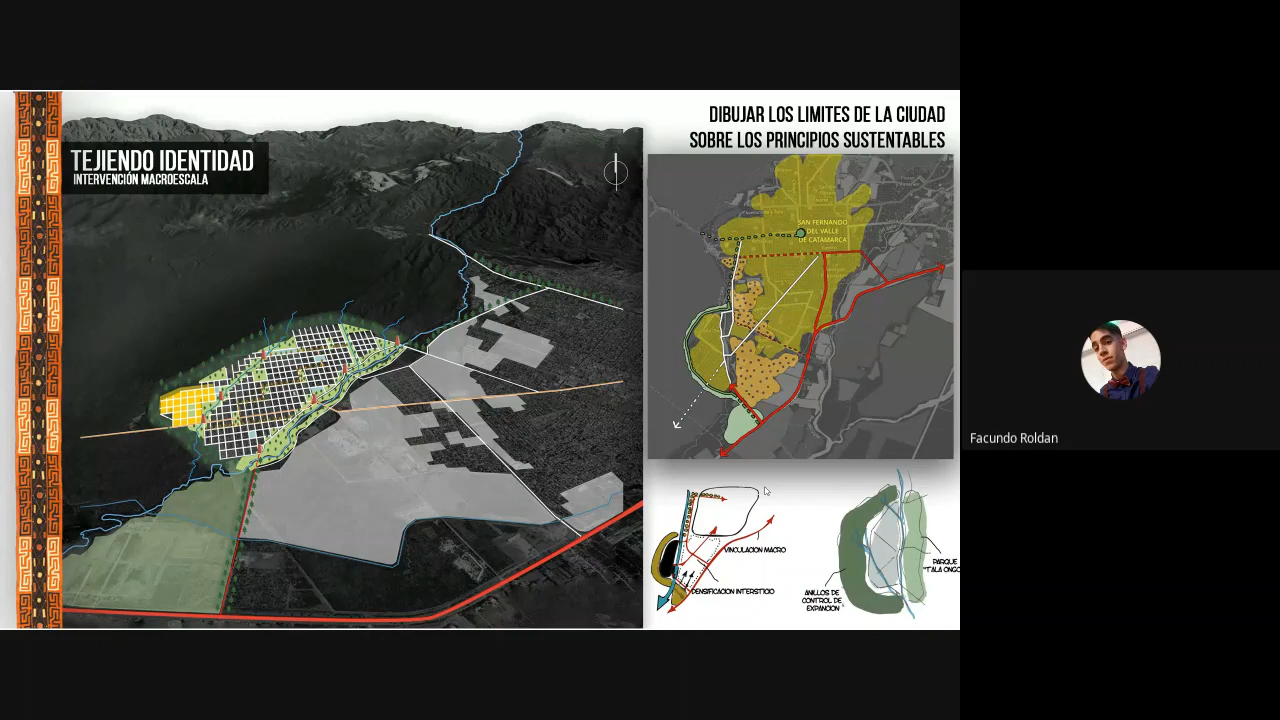 TEJIENDO IDENTIDAD
INTERVENCIÓN MACROESCALA
DIBUJAR LOS LIMITES DE LA CIUDAD
SOBRE LOS PRINCIPIOS SUSTENTABLES
SAN FERNANDO
DEL VALLE
DE CATAMARCA
VINCULACION MACRO
DENSIFICACION INTERSTICIO
ANILLOS DE
CONTROL DE
EXPANCION
PARQUE
Facundo Roldan